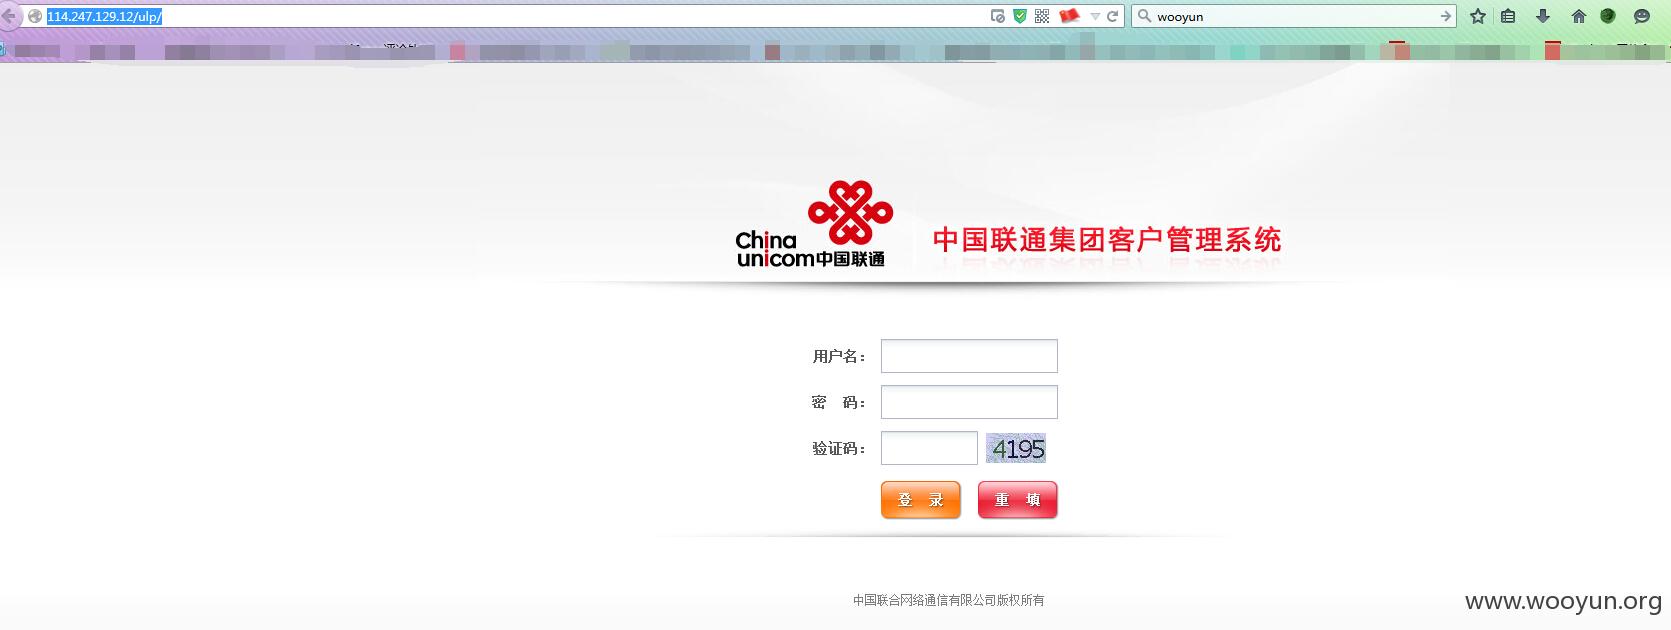 114.247.129.12/ulp/
wooyun
China
unicom中国联通
中国联通集团客户管理系统
用户名：
密 码：
验证码：
4195
登 录
重 填
中国联合网络通信有限公司版权所有
www.wooyun.org